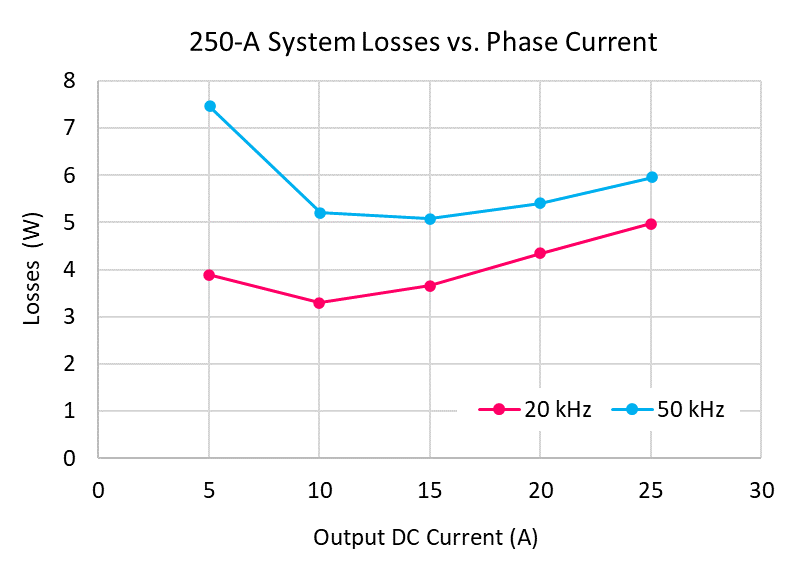 250-A System Losses vs. Phase Current
8
7
6
5
4
3
2
1
0
Losses (W)
20 kHz 50 kHz
0 5 10 15 20 25 30
Output DC Current (A)